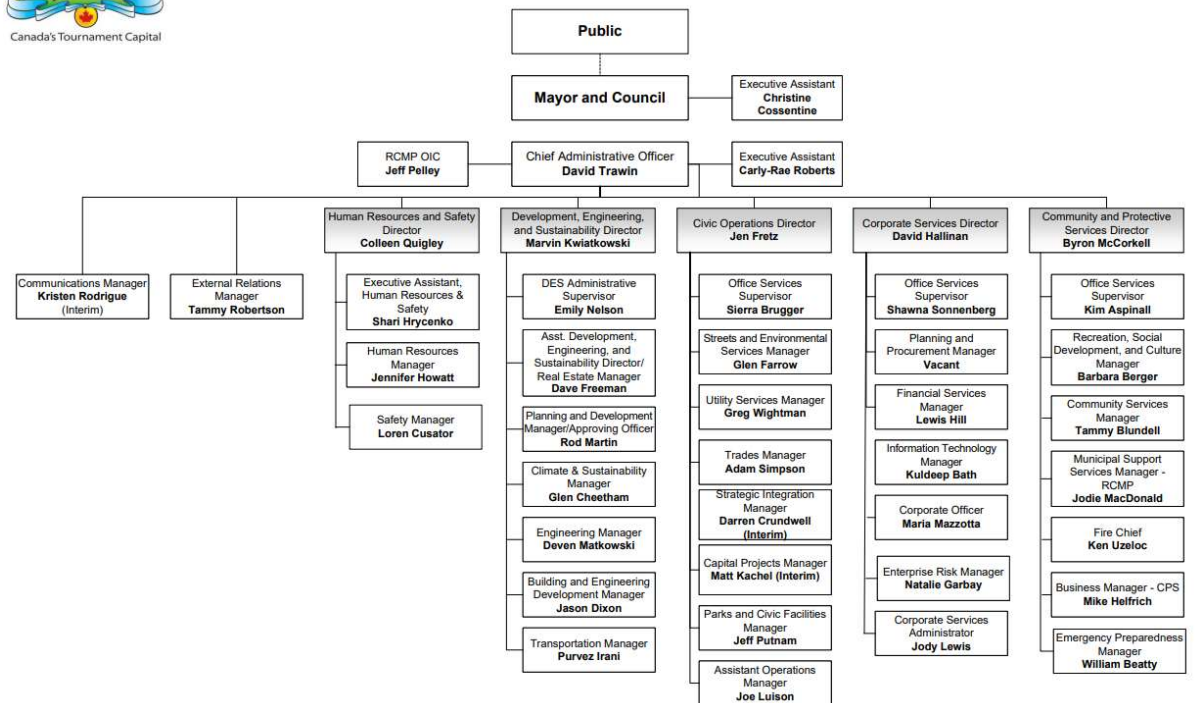 Canada's Tournament Capital
Public
Mayor and Council
Executive Assistant
Christine
Cossentine
RCMP OIC
Jeff Pelley
Chief Administrative Officer
David Trawin
Executive Assistant
Carly-Rae Roberts
Human Resources and Safety
Director
Colleen Quigley
Development, Engineering,
and Sustainability Director
Marvin Kwiatkowski
Civic Operations Director
Jen Fretz
Corporate Services Director
David Hallinan
Community and Protective
Services Director
Byron McCorkell
Communications Manager
Kristen Rodrigue
(Interim)
External Relations
Manager
Tammy Robertson
Executive Assistant,
Human Resources &
Safety
Shari Hrycenko
Human Resources
Manager
Jennifer Howatt
Safety Manager
Loren Cusator
DES Administrative
Supervisor
Emily Nelson
Asst. Development,
Engineering, and
Sustainability Director/
Real Estate Manager
Dave Freeman
Planning and Development
Manager/Approving Officer
Rod Martin
Climate & Sustainability
Manager
Glen Cheetham
Engineering Manager
Deven Matkowski
Building and Engineering
Development Manager
Jason Dixon
Transportation Manager
Purvez Irani
Office Services
Supervisor
Sierra Brugger
Streets and Environmental
Services Manager
Glen Farrow
Utility Services Manager
Greg Wightman
Trades Manager
Adam Simpson
Strategic Integration
Manager
Darren Crundwell
(Interim)
Capital Projects Manager
Matt Kachel (Interim)
Parks and Civic Facilities
Manager
Jeff Putnam
Assistant Operations
Manager
Joe Luison
Office Services
Supervisor
Shawna Sonnenberg
Planning and
Procurement Manager
Vacant
Financial Services
Manager
Lewis Hill
Information Technology
Manager
Kuldeep Bath
Corporate Officer
Maria Mazzotta
Enterprise Risk Manager
Natalie Garbay
Corporate Services
Administrator
Jody Lewis
Office Services
Supervisor
Kim Aspinall
Recreation, Social
Development, and Culture
Manager
Barbara Berger
Community Services
Manager
Tammy Blundell
Municipal Support
Services Manager -
RCMP
Jodie MacDonald
Fire Chief
Ken Uzeloc
Business Manager - CPS
Mike Helfrich
Emergency Preparedness
Manager
William Beatty